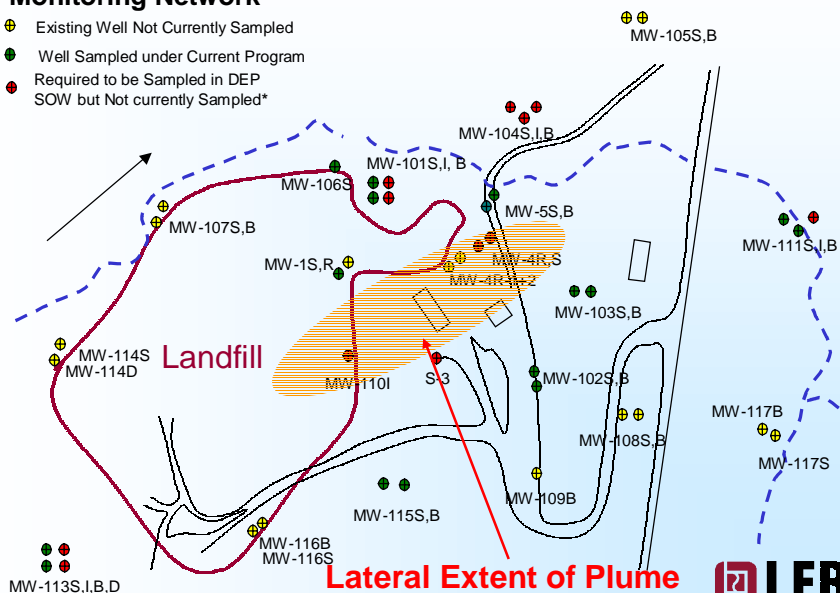 Monitoring Network
Existing Well Not Currently Sampled
Well Sampled under Current Program
Required to be Sampled in DEP
SOW but Not currently Sampled*
MW-105S,B
MW-104S,I,B
MW-101S,I, B
MW-106S
MW-107S,B
MW-5S,B
MW-111S,I,B
MW-1S,R
MW-4R,S
MW-103S,B
MW-114S
MW-114D
Landfill
MW-110I
S-3
MW-102S,B
MW-117B
MW-108S,B
MW-117S
MW-109B
MW-115S,B
MW-116B
MW-116S
MW-113S,I,B,D
Lateral Extent of Plume